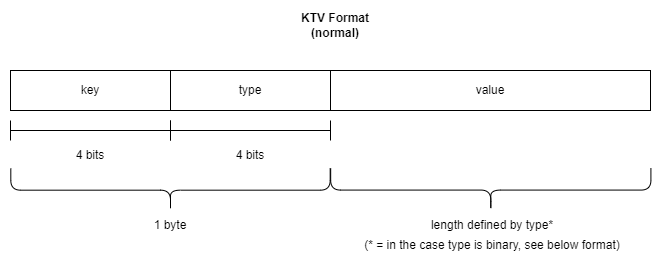 KTV Format
(normal)
key type value
4 bits 4 bits
1 byte length defined by type*
(* = in the case type is binary, see below format)